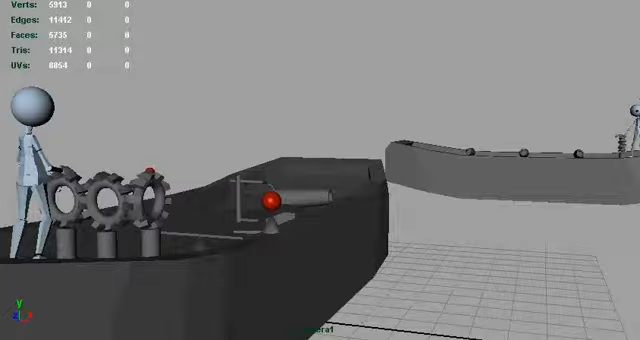 Verts: 5913 0 0
Edges: 11412 0 0
Faces: 5735 0 0
Tris: 11314 0 0
UVs: 8854 0 0
y